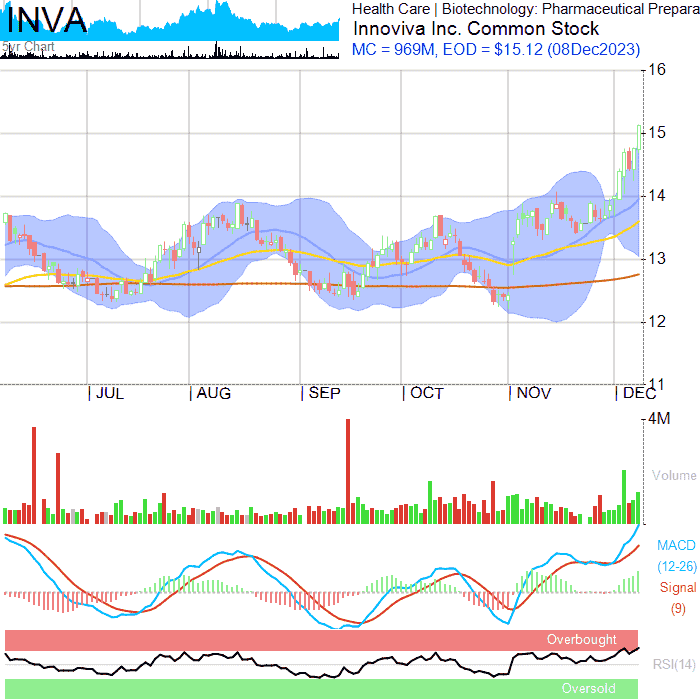 INVA
5yr Chart
Health Care | Biotechnology: Pharmaceutical Prepara
Innoviva Inc. Common Stock
MC = 969M, EOD = $15.12 (08Dec2023)
16
15
14
13
12
11
JUL
AUG
SEP
OCT
NOV
DEC
4M
Volume
MACD
(12-26)
Signal
(9)
Overbought
RSI(14)
Oversold